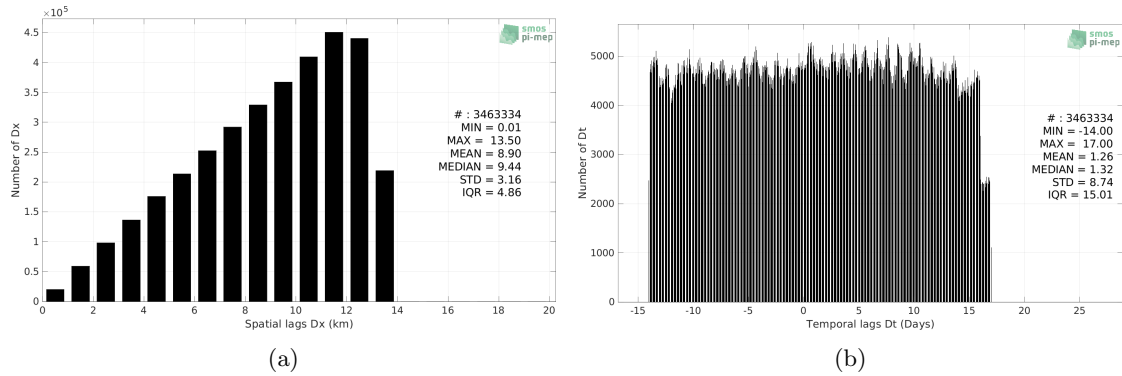 ×10⁵
4.5
4
3.5
3
2.5
2
1.5
1
0.5
0
Number of Dx
smos
pi-mep
# : 3463334
MIN = 0.01
MAX = 13.50
MEAN = 8.90
MEDIAN = 9.44
STD = 3.16
IQR = 4.86
0 2 4 6 8 10 12 14 16 18 20
Spatial lags Dx (km)
(a)
5000
4000
3000
2000
1000
0
Number of Dt
smos
pi-mep
# : 3463334
MIN = -14.00
MAX = 17.00
MEAN = 1.26
MEDIAN = 1.32
STD = 8.74
IQR = 15.01
-15 -10 -5 0 5 10 15 20 25
Temporal lags Dt (Days)
(b)